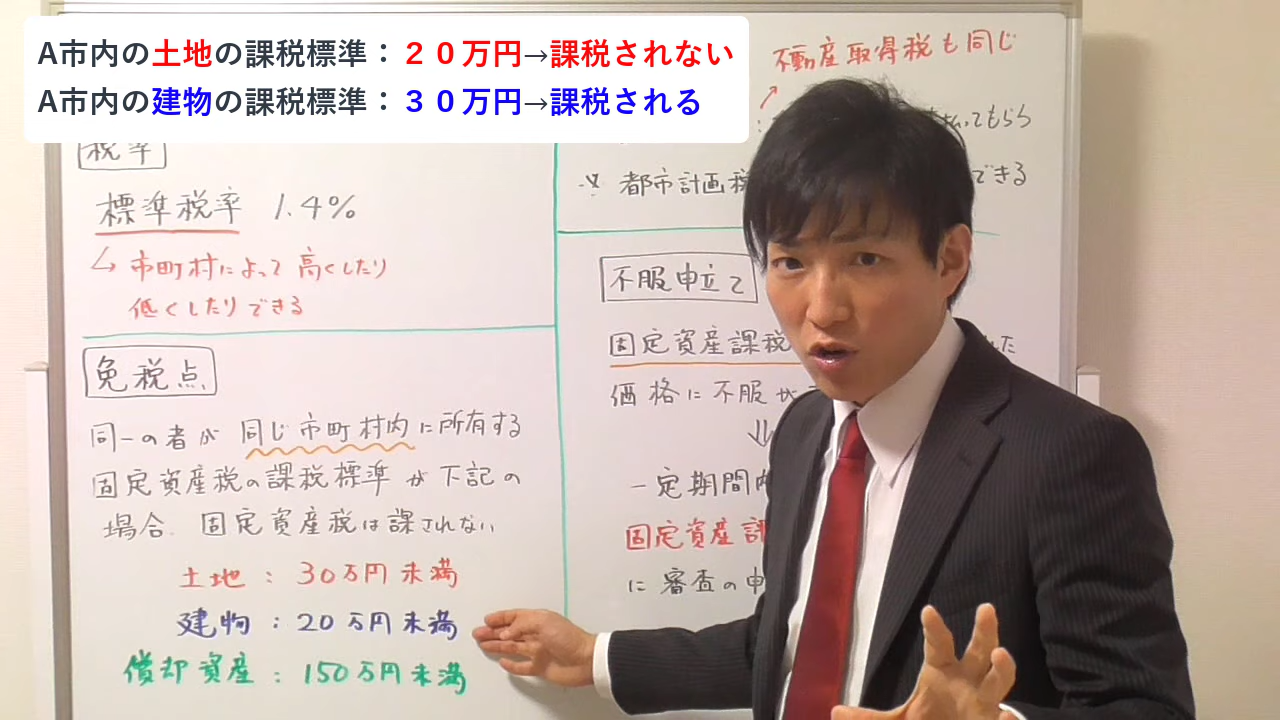 A市内の土地の課税標準：２０万円→課税されない
A市内の建物の課税標準：３０万円→課税される
税率
標準税率 1.4%
↳ 市町村によって 高くしたり
低くしたりできる
免税点
同一の者が 同じ市町村内に所有する
固定資産税の課税標準が下記の
場合、固定資産税は課されない
土地：30万円未満
建物：20万円未満
償却資産：150万円未満
不動産取得税も同じ
払ってもらう
※ 都市計画税 できる
不服申立て
固定資産課税 た
価格に不服が
⇓
一定期間内
固定資産評
に審査の申